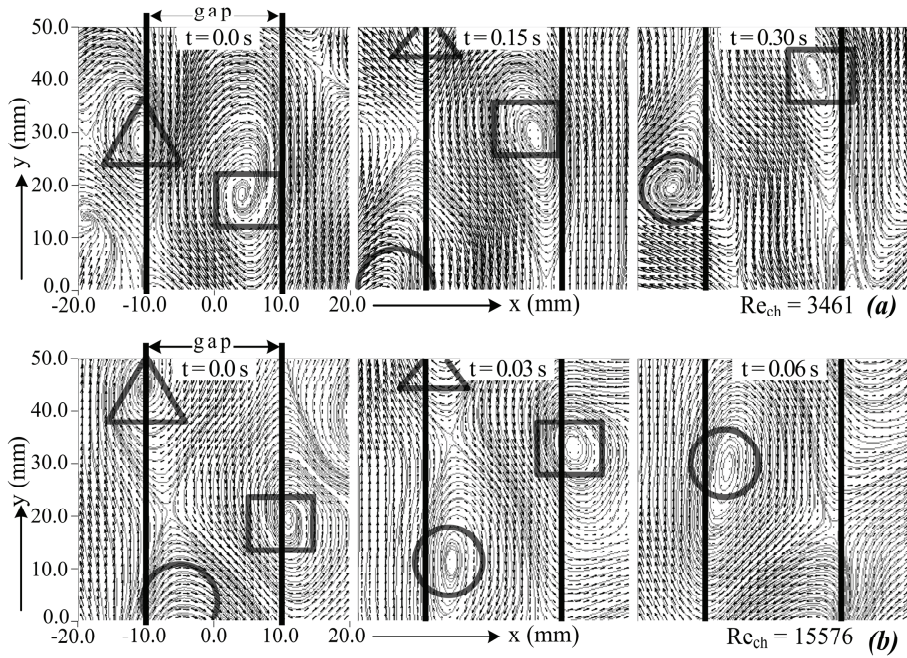 gap
50.0 t=0.0 s t=0.15 s t=0.30 s
40.0
30.0
20.0
10.0
0.0
y (mm)
-20.0 -10.0 0.0 10.0 20.0 x (mm) Re_ch = 3461 (a)
gap
50.0 t=0.0 s t=0.03 s t=0.06 s
40.0
30.0
20.0
10.0
0.0
y (mm)
-20.0 -10.0 0.0 10.0 20.0 x (mm) Re_ch = 15576 (b)